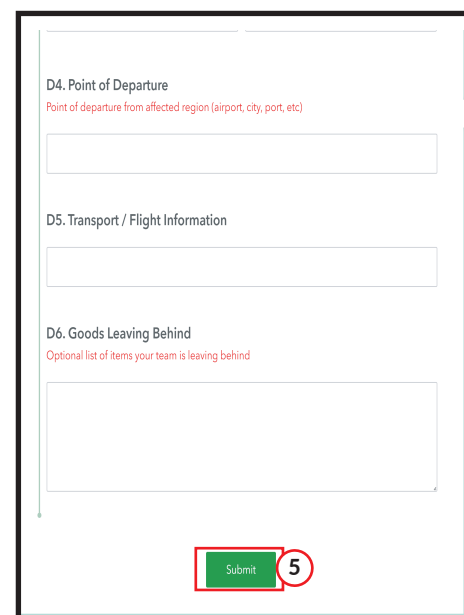 D4. Point of Departure
Point of departure from affected region (airport, city, port, etc)
D5. Transport / Flight Information
D6. Goods Leaving Behind
Optional list of items your team is leaving behind
Submit 5